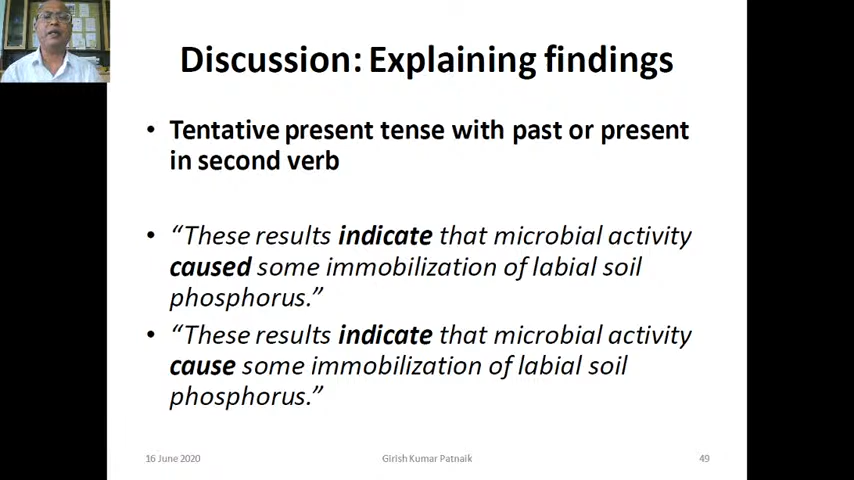 Discussion: Explaining findings
• Tentative present tense with past or present
in second verb
• “These results indicate that microbial activity
caused some immobilization of labial soil
phosphorus.”
• “These results indicate that microbial activity
cause some immobilization of labial soil
phosphorus.”
16 June 2020
Girish Kumar Patnaik
49